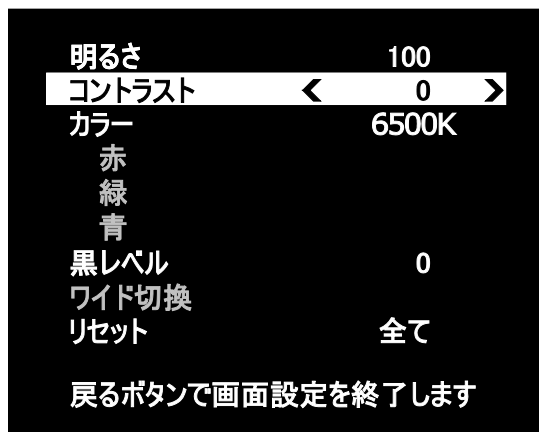 明るさ 100
コントラスト < 0 >
カラー 6500K
赤
緑
青
黒レベル 0
ワイド切換
リセット 全て
戻るボタンで画面設定を終了します